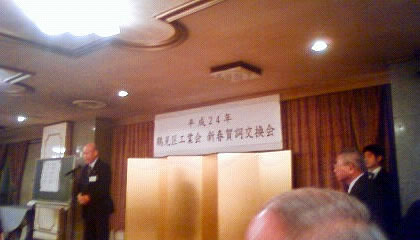 平成24年
鶴見区工業会 新春賀詞交換会